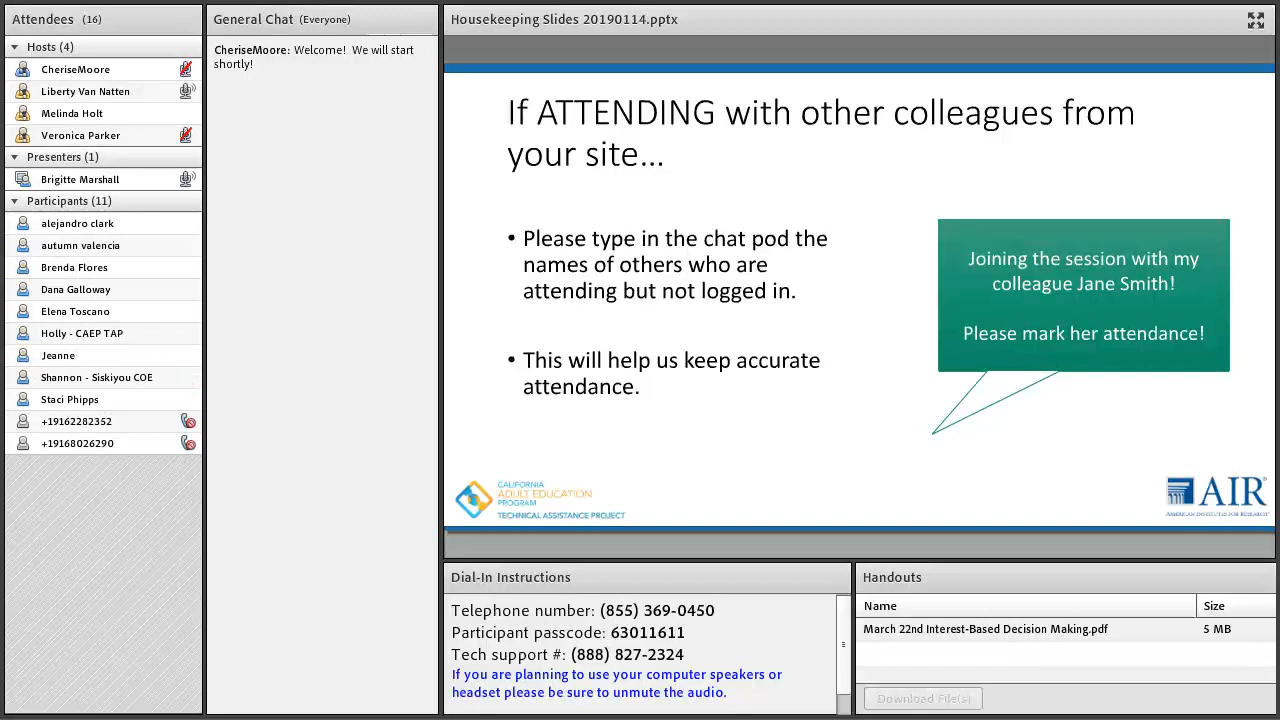 Attendees (16)
Hosts (4)
CheriseMoore
Liberty Van Natten
Melinda Holt
Veronica Parker
Presenters (1)
Brigitte Marshall
Participants (11)
alejandro clark
autumn valencia
Brenda Flores
Dana Galloway
Elena Toscano
Holly - CAEP TAP
Jeanne
Shannon - Siskiyou COE
Staci Phipps
+19162282352
+19168026290
General Chat (Everyone)
CheriseMoore: Welcome! We will start
shortly!
Housekeeping Slides 20190114.pptx
If ATTENDING with other colleagues from
your site...
• Please type in the chat pod the
names of others who are
attending but not logged in.
• This will help us keep accurate
attendance.
Joining the session with my
colleague Jane Smith!
Please mark her attendance!
CALIFORNIA
ADULT EDUCATION
PROGRAM
TECHNICAL ASSISTANCE PROJECT
AIR®
AMERICAN INSTITUTES FOR RESEARCH®
Dial-In Instructions
Telephone number: (855) 369-0450
Participant passcode: 63011611
Tech support #: (888) 827-2324
If you are planning to use your computer speakers or
headset please be sure to unmute the audio.
Handouts
Name Size
March 22nd Interest-Based Decision Making.pdf 5 MB
Download File(s)